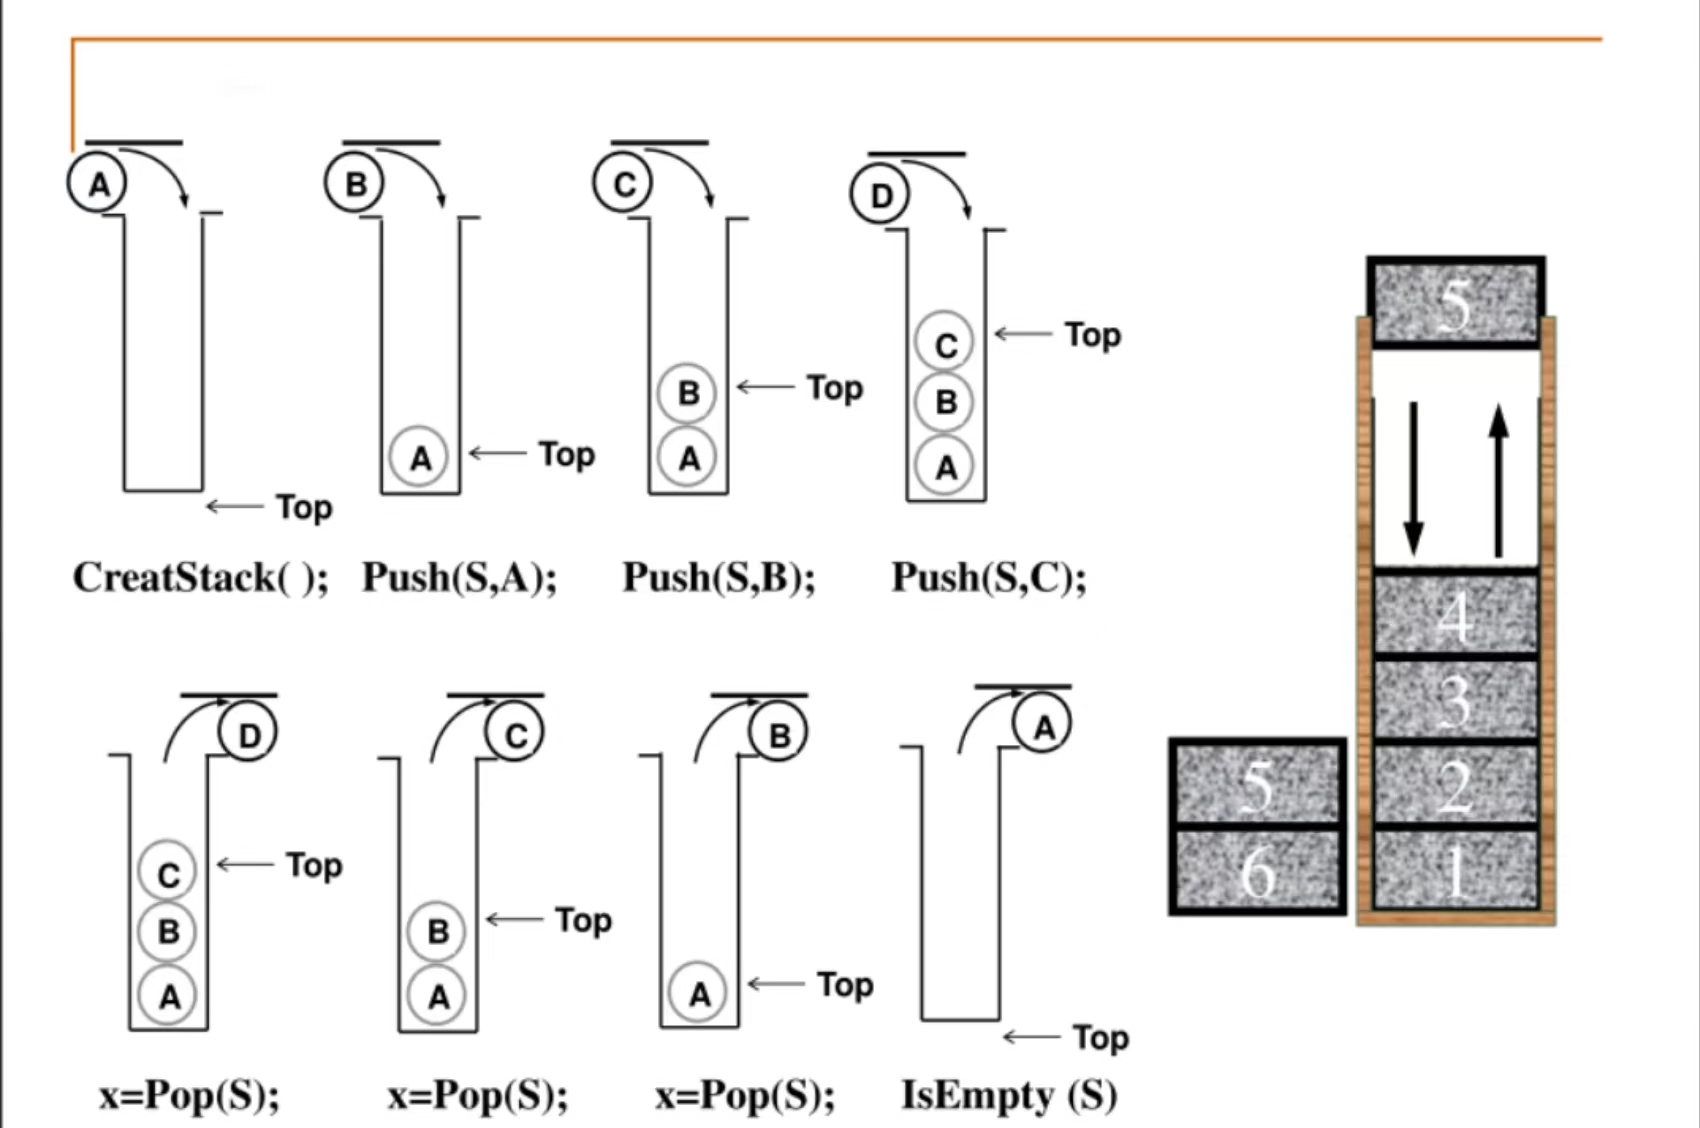 A B C D
C Top
B B Top B
A Top A A
Top
CreatStack( ); Push(S,A); Push(S,B); Push(S,C);
D C B A
C Top
B B Top
A A A Top
Top
x=Pop(S); x=Pop(S); x=Pop(S); IsEmpty (S)
5
4
3
5 2
6 1